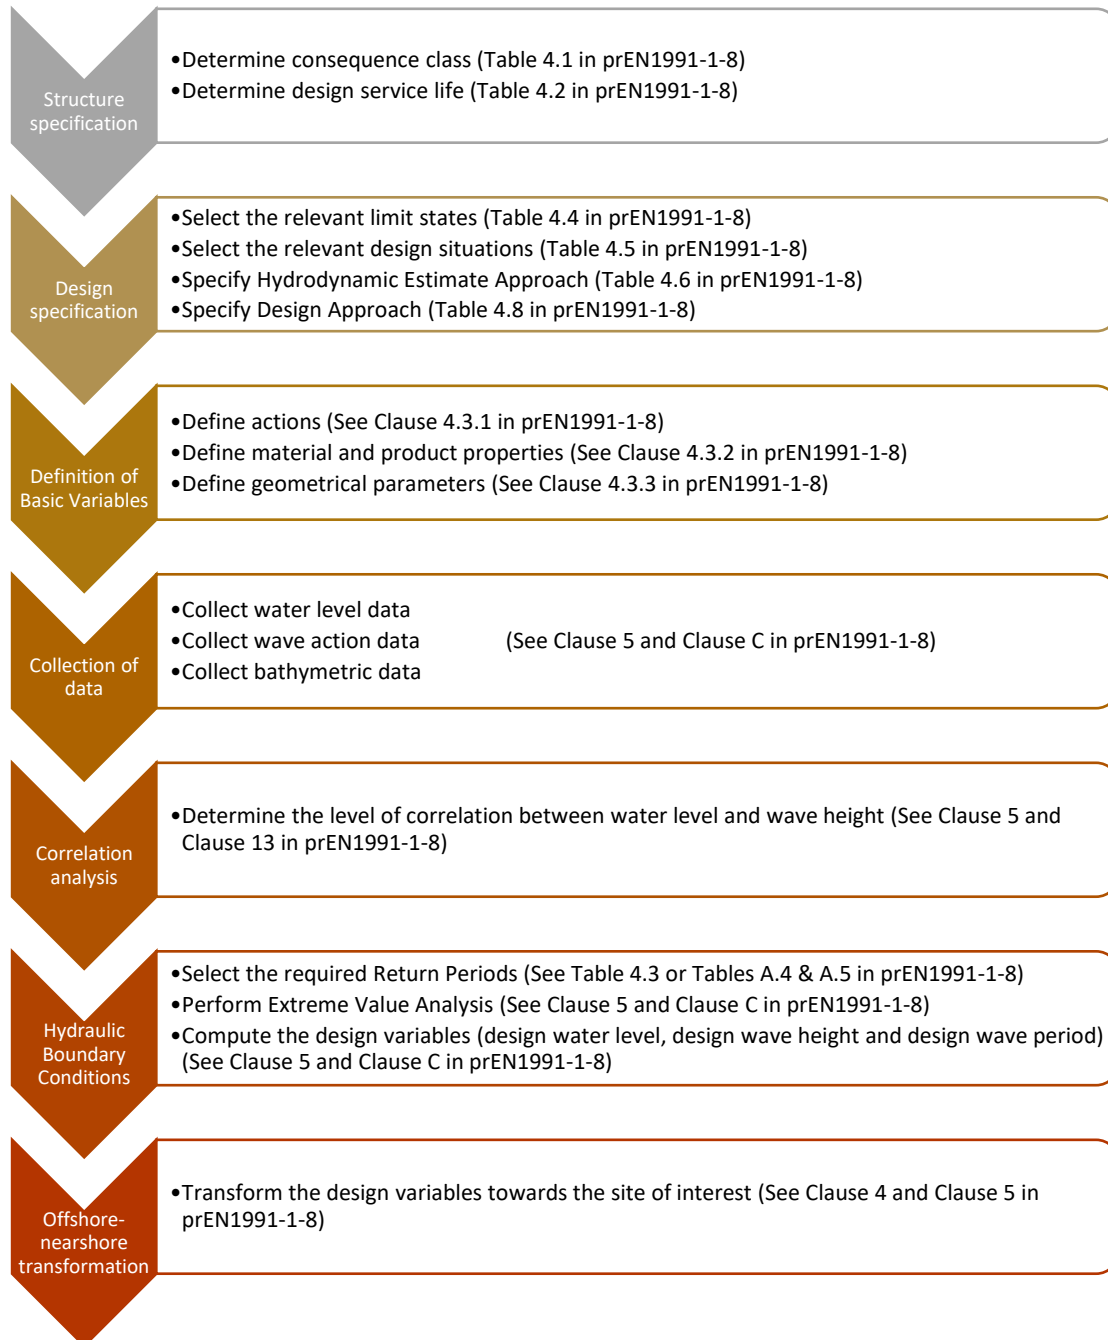 Structure
specification
•Determine consequence class (Table 4.1 in prEN1991-1-8)
•Determine design service life (Table 4.2 in prEN1991-1-8)
Design
specification
•Select the relevant limit states (Table 4.4 in prEN1991-1-8)
•Select the relevant design situations (Table 4.5 in prEN1991-1-8)
•Specify Hydrodynamic Estimate Approach (Table 4.6 in prEN1991-1-8)
•Specify Design Approach (Table 4.8 in prEN1991-1-8)
Definition of
Basic Variables
•Define actions (See Clause 4.3.1 in prEN1991-1-8)
•Define material and product properties (See Clause 4.3.2 in prEN1991-1-8)
•Define geometrical parameters (See Clause 4.3.3 in prEN1991-1-8)
Collection of
data
•Collect water level data
•Collect wave action data (See Clause 5 and Clause C in prEN1991-1-8)
•Collect bathymetric data
Correlation
analysis
•Determine the level of correlation between water level and wave height (See Clause 5 and
Clause 13 in prEN1991-1-8)
Hydraulic
Boundary
Conditions
•Select the required Return Periods (See Table 4.3 or Tables A.4 & A.5 in prEN1991-1-8)
•Perform Extreme Value Analysis (See Clause 5 and Clause C in prEN1991-1-8)
•Compute the design variables (design water level, design wave height and design wave period)
(See Clause 5 and Clause C in prEN1991-1-8)
Offshore-
nearshore
transformation
•Transform the design variables towards the site of interest (See Clause 4 and Clause 5 in
prEN1991-1-8)